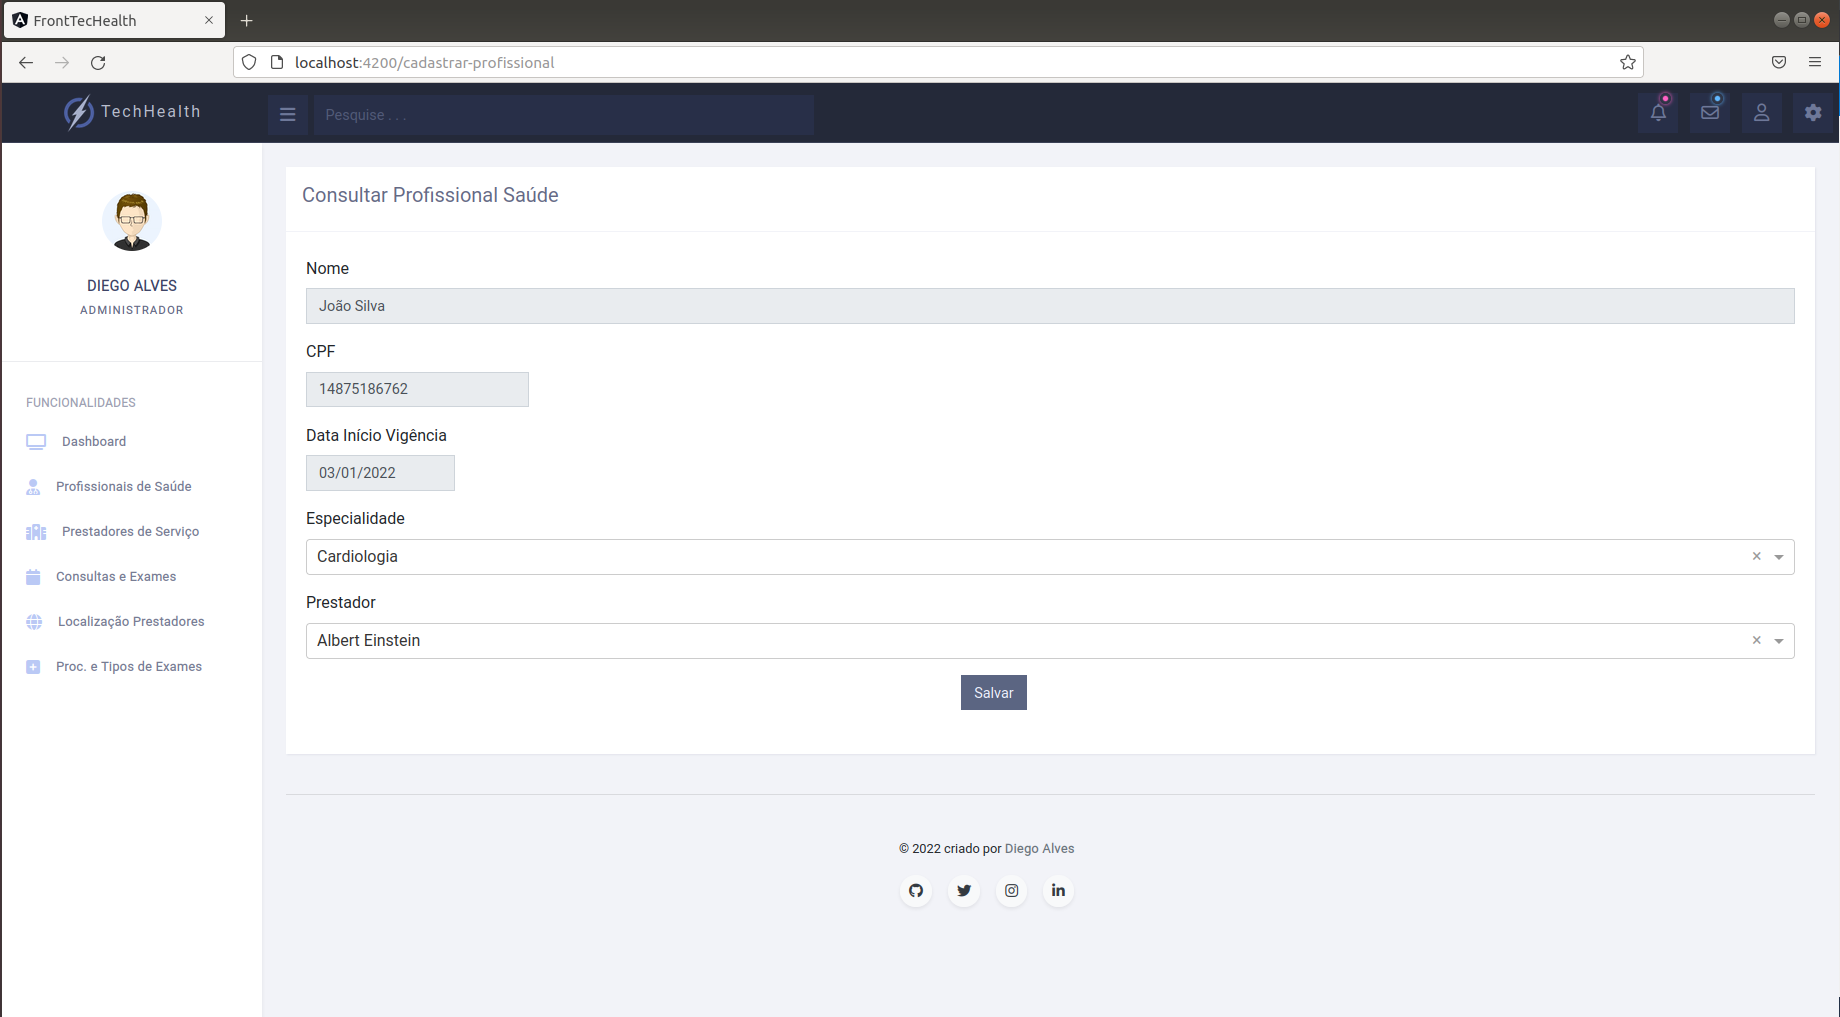 FrontTecHealth
localhost:4200/cadastrar-profissional
TechHealth
Pesquise . . .
DIEGO ALVES
ADMINISTRADOR
FUNCIONALIDADES
Dashboard
Profissionais de Saúde
Prestadores de Serviço
Consultas e Exames
Localização Prestadores
Proc. e Tipos de Exames
Consultar Profissional Saúde
Nome
João Silva
CPF
14875186762
Data Início Vigência
03/01/2022
Especialidade
Cardiologia
Prestador
Albert Einstein
Salvar
© 2022 criado por Diego Alves